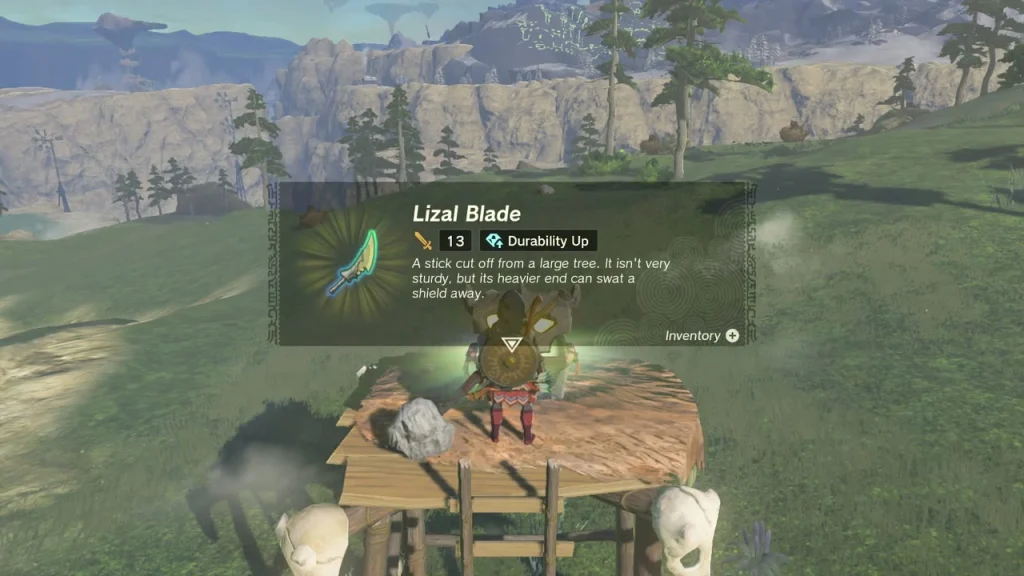 Lizal Blade
13 Durability Up
A stick cut off from a large tree. It isn't very
sturdy, but its heavier end can swat a
shield away.
Inventory